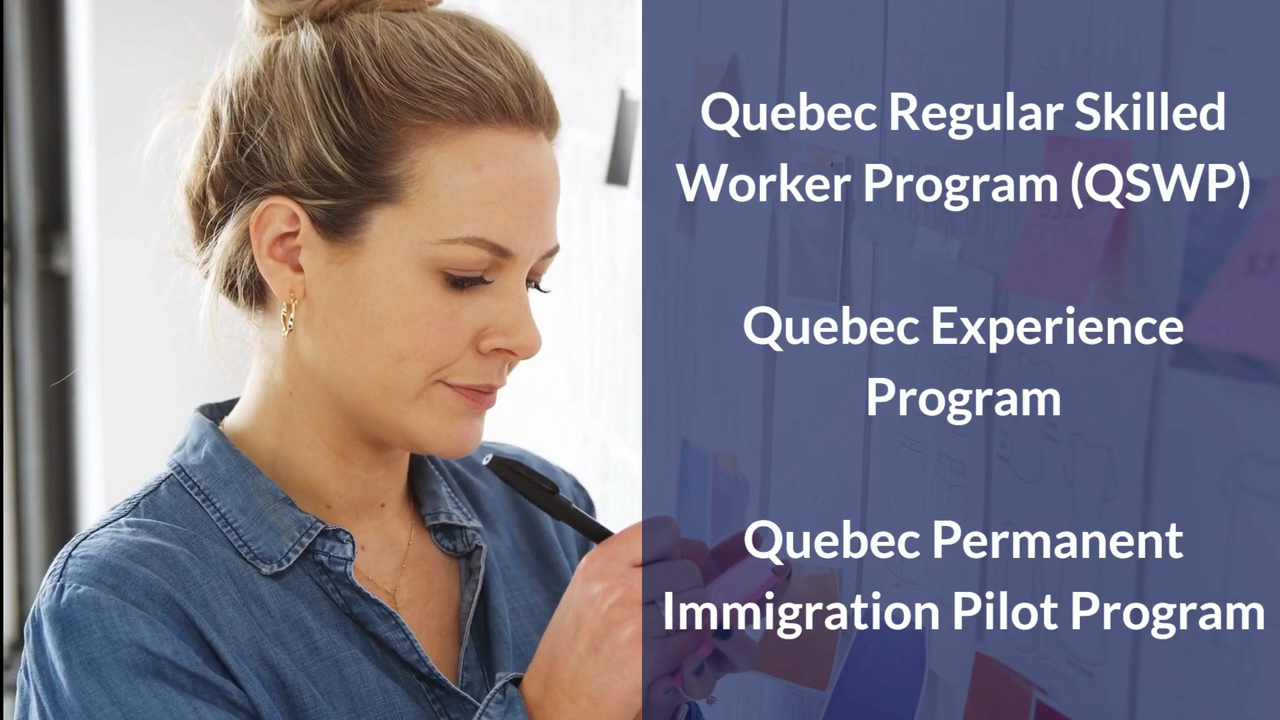 Quebec Regular Skilled
Worker Program (QSWP)
Quebec Experience
Program
Quebec Permanent
Immigration Pilot Program